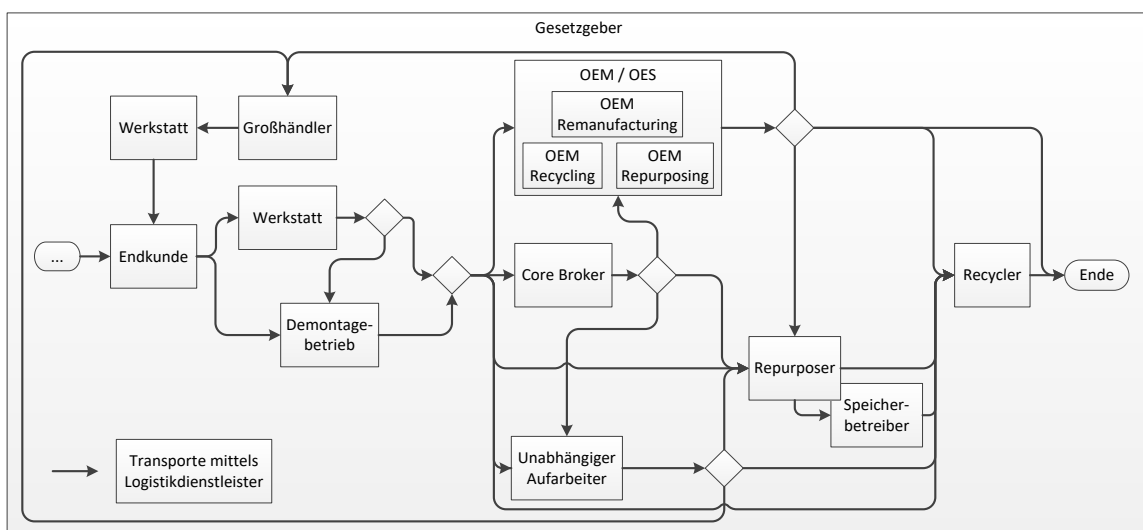 Gesetzgeber
OEM / OES
OEM
Remanufacturing
OEM
Recycling
OEM
Repurposing
Werkstatt
Großhändler
Werkstatt
...
Endkunde
Demontage-
betrieb
Core Broker
Recycler
Ende
Repurposer
Speicher-
betreiber
Unabhängiger
Aufarbeiter
Transporte mittels
Logistikdienstleister